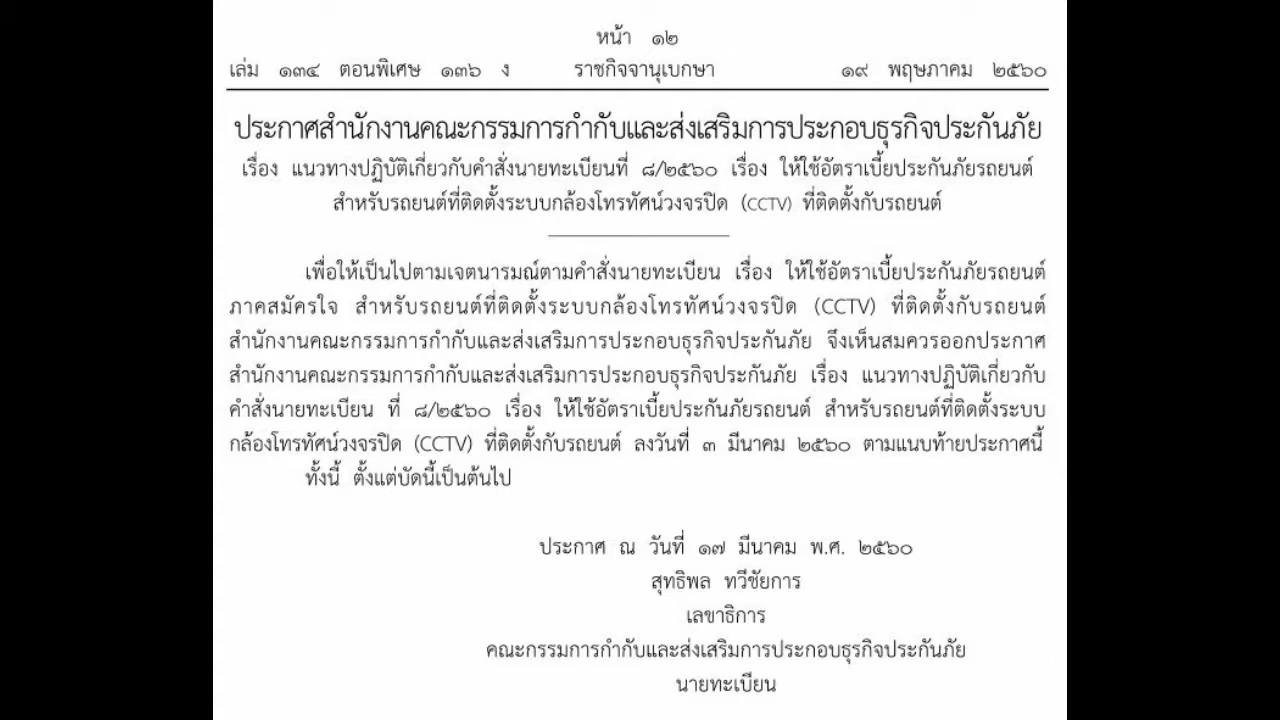 หน้า ๑๒
เล่ม ๑๓๔ ตอนพิเศษ ๑๓๖ ง ราชกิจจานุเบกษา ๑๙ พฤษภาคม ๒๕๖๐
ประกาศสำนักงานคณะกรรมการกำกับและส่งเสริมการประกอบธุรกิจประกันภัย
เรื่อง แนวทางปฏิบัติเกี่ยวกับคำสั่งนายทะเบียนที่ ๘/๒๕๖๐ เรื่อง ให้ใช้อัตราเบี้ยประกันภัยรถยนต์
สำหรับรถยนต์ที่ติดตั้งระบบกล้องโทรทัศน์วงจรปิด (CCTV) ที่ติดตั้งกับรถยนต์
เพื่อให้เป็นไปตามเจตนารมณ์ตามคำสั่งนายทะเบียน เรื่อง ให้ใช้อัตราเบี้ยประกันภัยรถยนต์
ภาคสมัครใจ สำหรับรถยนต์ที่ติดตั้งระบบกล้องโทรทัศน์วงจรปิด (CCTV) ที่ติดตั้งกับรถยนต์
สำนักงานคณะกรรมการกำกับและส่งเสริมการประกอบธุรกิจประกันภัย จึงเห็นสมควรออกประกาศ
สำนักงานคณะกรรมการกำกับและส่งเสริมการประกอบธุรกิจประกันภัย เรื่อง แนวทางปฏิบัติเกี่ยวกับ
คำสั่งนายทะเบียน ที่ ๘/๒๕๖๐ เรื่อง ให้ใช้อัตราเบี้ยประกันภัยรถยนต์ สำหรับรถยนต์ที่ติดตั้งระบบ
กล้องโทรทัศน์วงจรปิด (CCTV) ที่ติดตั้งกับรถยนต์ ลงวันที่ ๓ มีนาคม ๒๕๖๐ ตามแนบท้ายประกาศนี้
ทั้งนี้ ตั้งแต่บัดนี้เป็นต้นไป
ประกาศ ณ วันที่ ๑๗ มีนาคม พ.ศ. ๒๕๖๐
สุทธิพล ทวีชัยการ
เลขาธิการ
คณะกรรมการกำกับและส่งเสริมการประกอบธุรกิจประกันภัย
นายทะเบียน